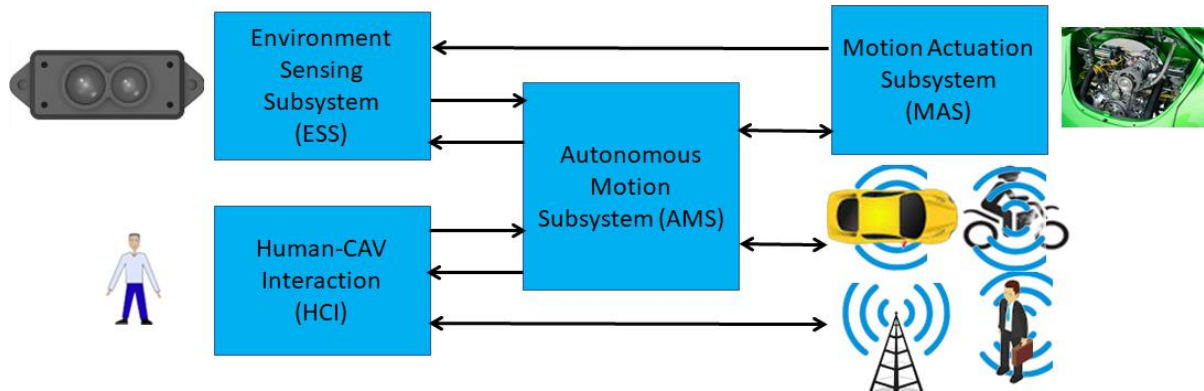 Environment
Sensing
Subsystem
(ESS)
Motion Actuation
Subsystem
(MAS)
Autonomous
Motion
Subsystem (AMS)
Human-CAV
Interaction
(HCI)